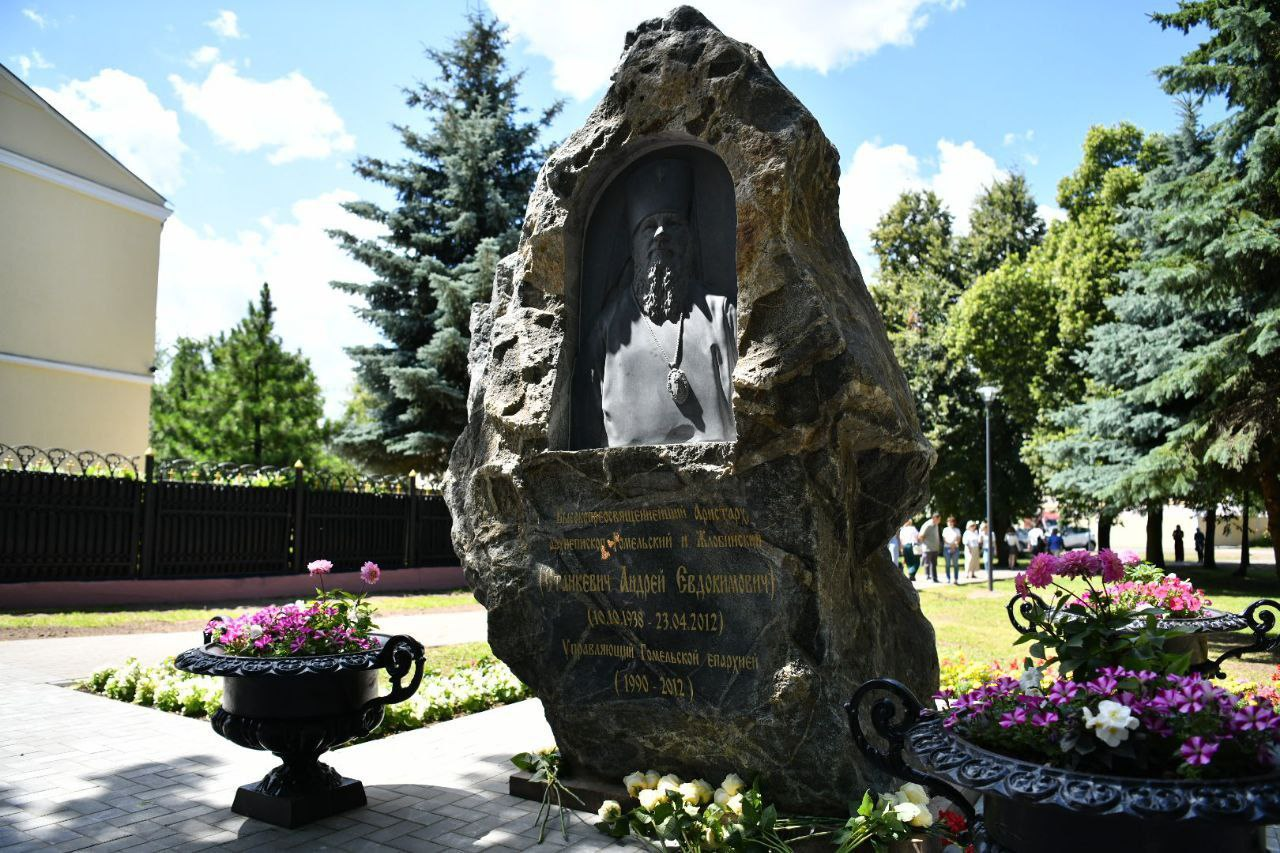 Высокопреосвященнейший Аристарх
Архиепископ Гомельский и Жлобинский
(Станкевич Андрей Евдокимович)
(10.10.1938 - 23.04.2012)
Управляющий Гомельской епархией
(1990 - 2012)